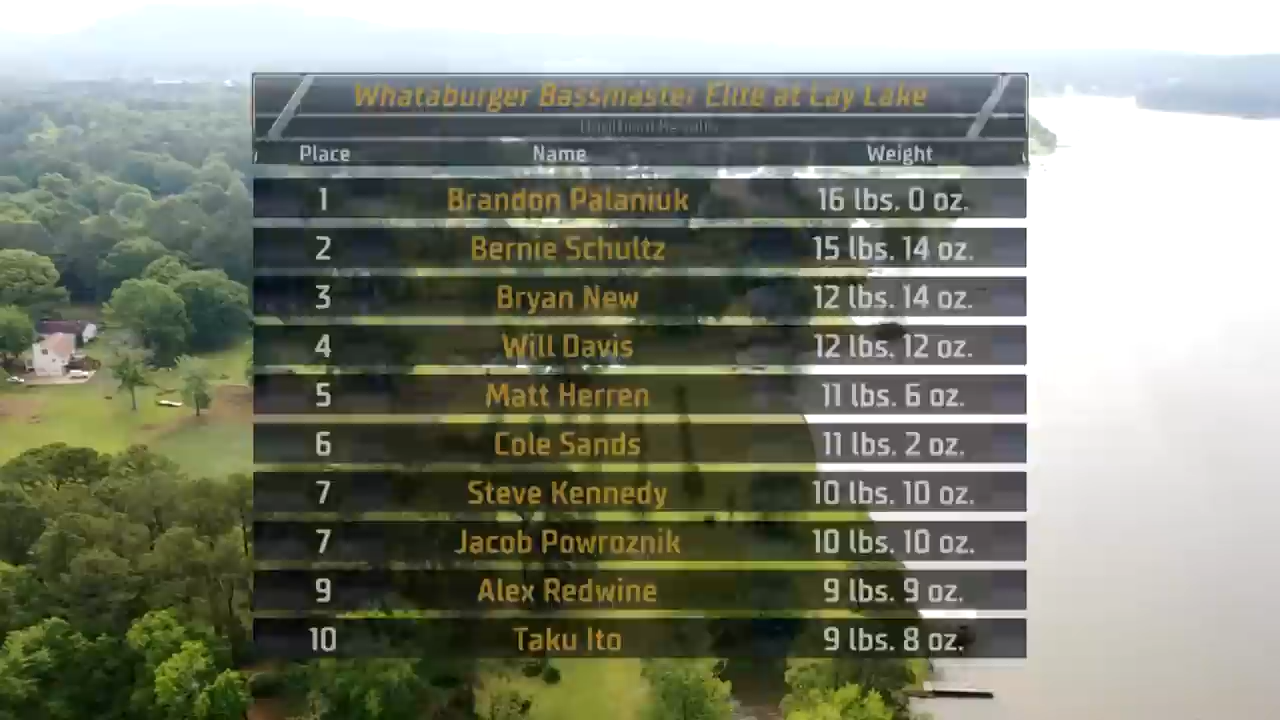 Whataburger Bassmaster Elite at Lay Lake
Unofficial Results
Place Name Weight
1 Brandon Palaniuk 16 lbs. 0 oz.
2 Bernie Schultz 15 lbs. 14 oz.
3 Bryan New 12 lbs. 14 oz.
4 Will Davis 12 lbs. 12 oz.
5 Matt Herren 11 lbs. 6 oz.
6 Cole Sands 11 lbs. 2 oz.
7 Steve Kennedy 10 lbs. 10 oz.
7 Jacob Powroznik 10 lbs. 10 oz.
9 Alex Redwine 9 lbs. 9 oz.
10 Taku Ito 9 lbs. 8 oz.